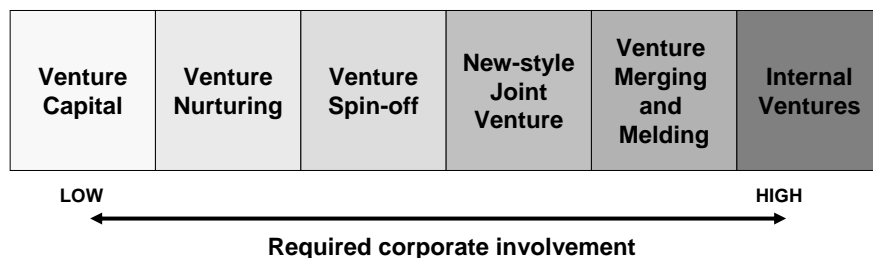 Venture
Capital
Venture
Nurturing
Venture
Spin-off
New-style
Joint
Venture
Venture
Merging
and
Melding
Internal
Ventures
LOW
HIGH
Required corporate involvement